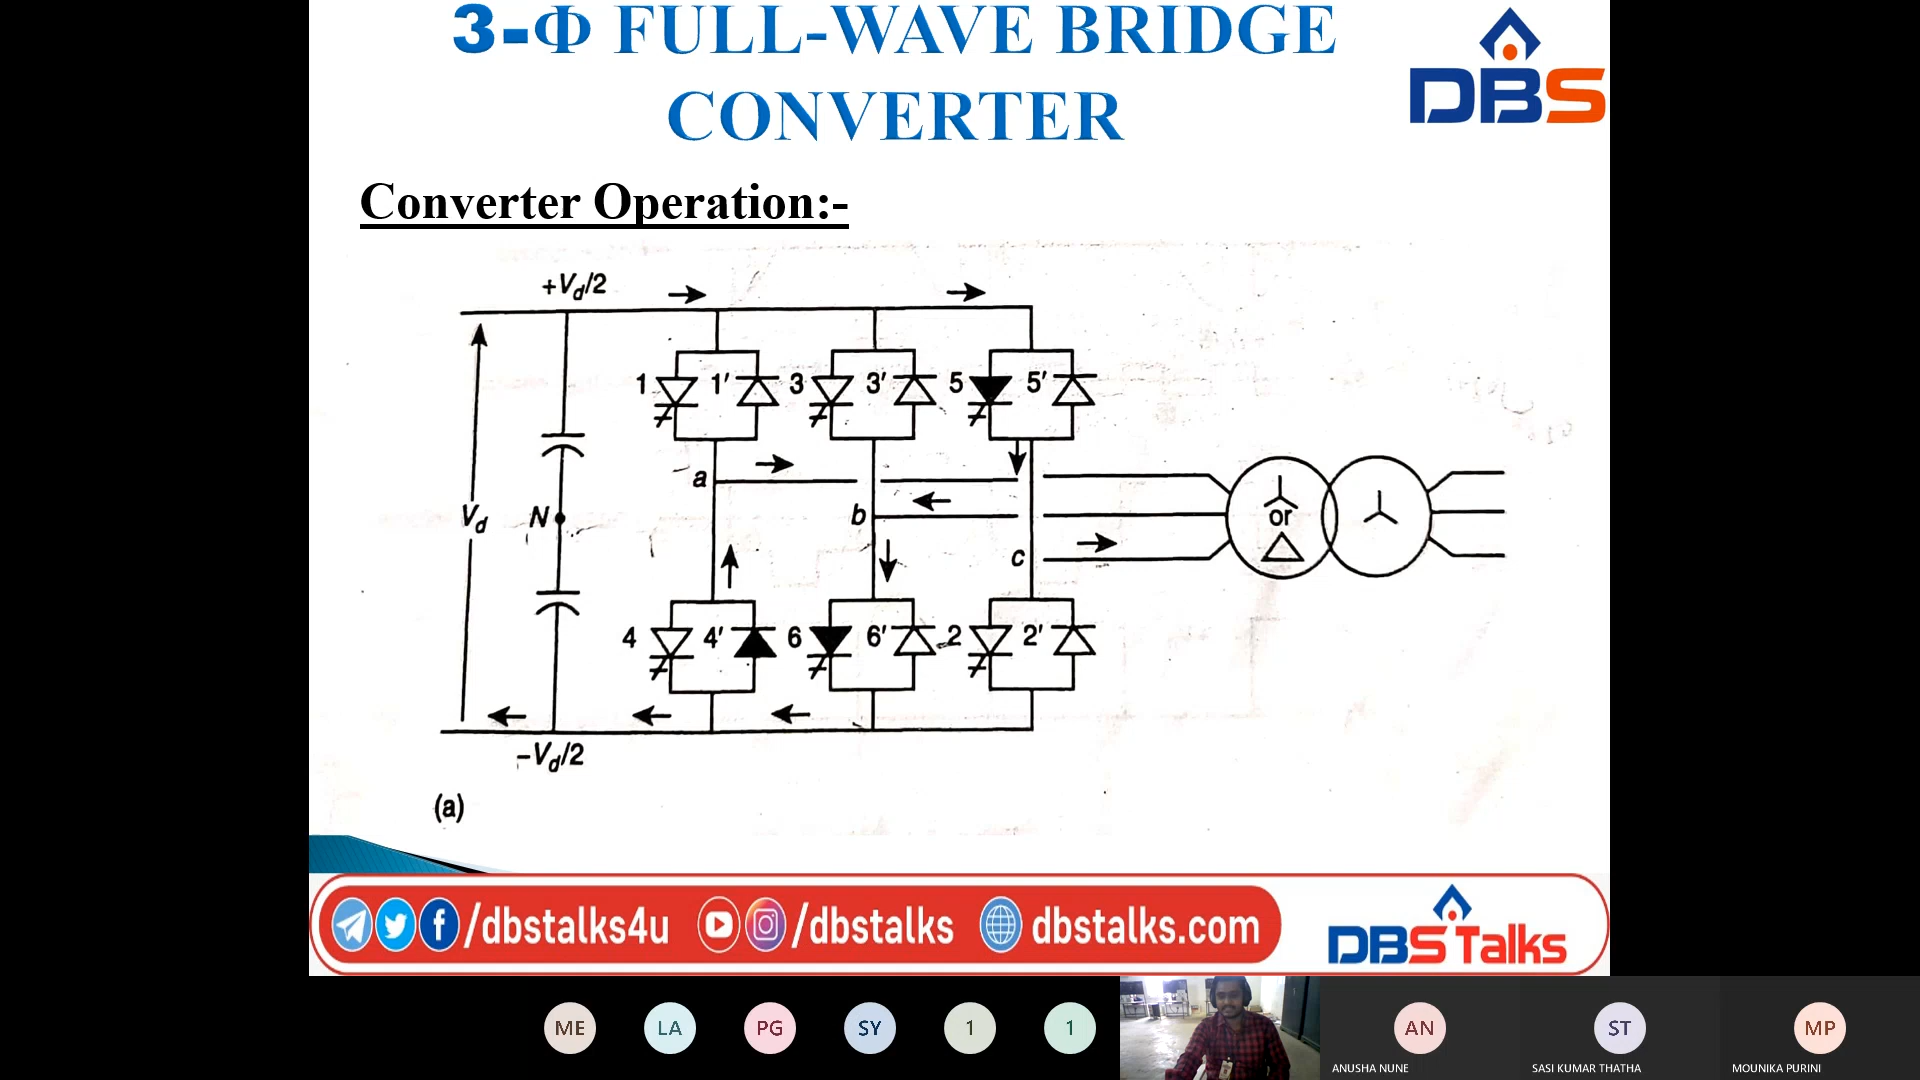 3-Φ FULL-WAVE BRIDGE
CONVERTER
DBS
Converter Operation:-
+Vd/2
1 1′ 3 3′ 5 5′
a
Vd N b
or
c
4 4′ 6 6′ 2 2′
−Vd/2
(a)
/dbstalks4u /dbstalks dbstalks.com
DBS Talks
ME LA PG SY 1 1 AN ST MP
ANUSHA NUNE SASI KUMAR THATHA MOUNIKA PURINI